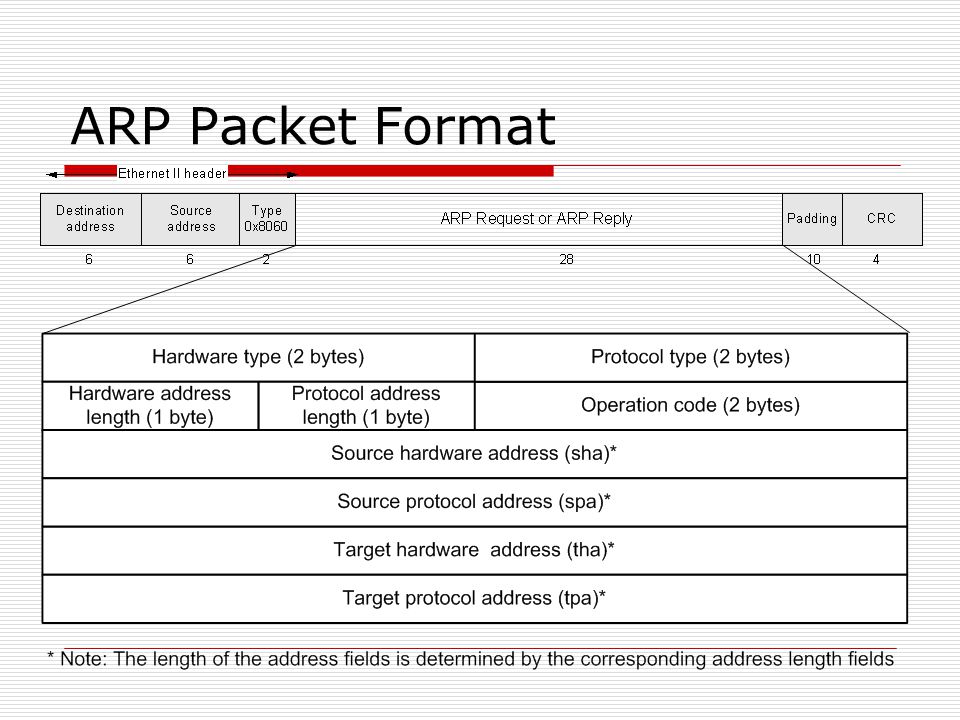 ARP Packet Format
Ethernet II header
Destination address
Source address
Type 0x8060
ARP Request or ARP Reply
Padding
CRC
6
6
2
28
10
4
Hardware type (2 bytes)
Protocol type (2 bytes)
Hardware address length (1 byte)
Protocol address length (1 byte)
Operation code (2 bytes)
Source hardware address (sha)*
Source protocol address (spa)*
Target hardware address (tha)*
Target protocol address (tpa)*
* Note: The length of the address fields is determined by the corresponding address length fields